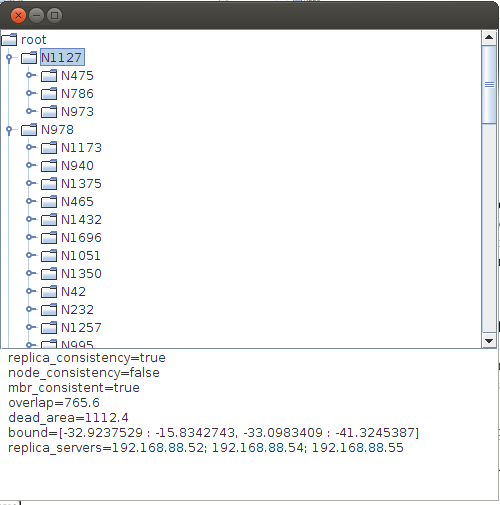 root
N1127
N475
N786
N973
N978
N1173
N940
N1375
N465
N1432
N1696
N1051
N1350
N42
N232
N1257
N995
replica_consistency=true
node_consistency=false
mbr_consistent=true
overlap=765.6
dead_area=1112.4
bound=[-32.9237529 : -15.8342743, -33.0983409 : -41.3245387]
replica_servers=192.168.88.52; 192.168.88.54; 192.168.88.55